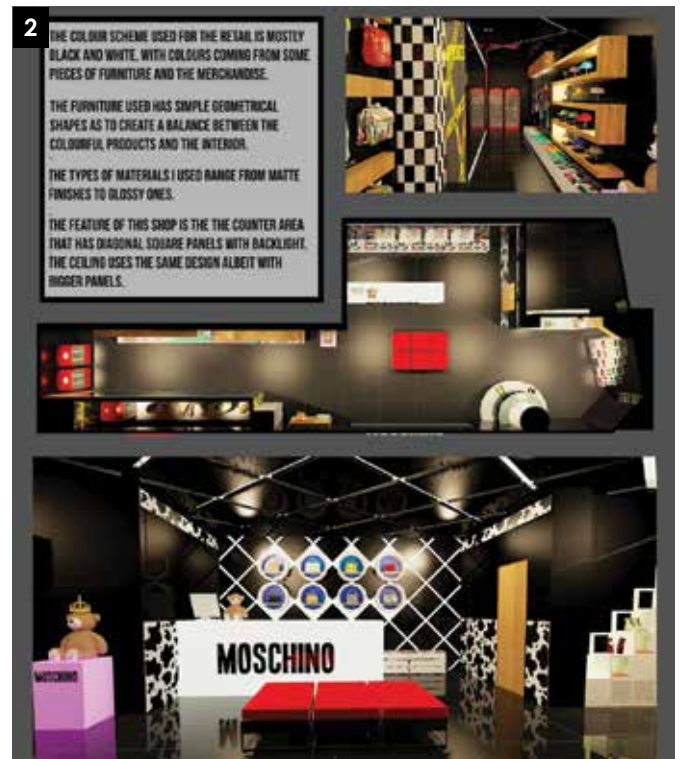 2
THE COLOUR SCHEME USED FOR THE RETAIL IS MOSTLY
BLACK AND WHITE, WITH COLOURS COMING FROM SOME
PIECES OF FURNITURE AND THE MERCHANDISE.
THE FURNITURE USED HAS SIMPLE GEOMETRICAL
SHAPES AS TO CREATE A BALANCE BETWEEN THE
COLOURFUL PRODUCTS AND THE INTERIOR.
THE TYPES OF MATERIALS I USED RANGE FROM MATTE
FINISHES TO GLOSSY ONES.
THE FEATURE OF THIS SHOP IS THE THE COUNTER AREA
THAT HAS DIAGONAL SQUARE PANELS WITH BACKLIGHT.
THE CEILING USES THE SAME DESIGN ALBEIT WITH
BIGGER PANELS.
MOSCHINO
MOSCHINO